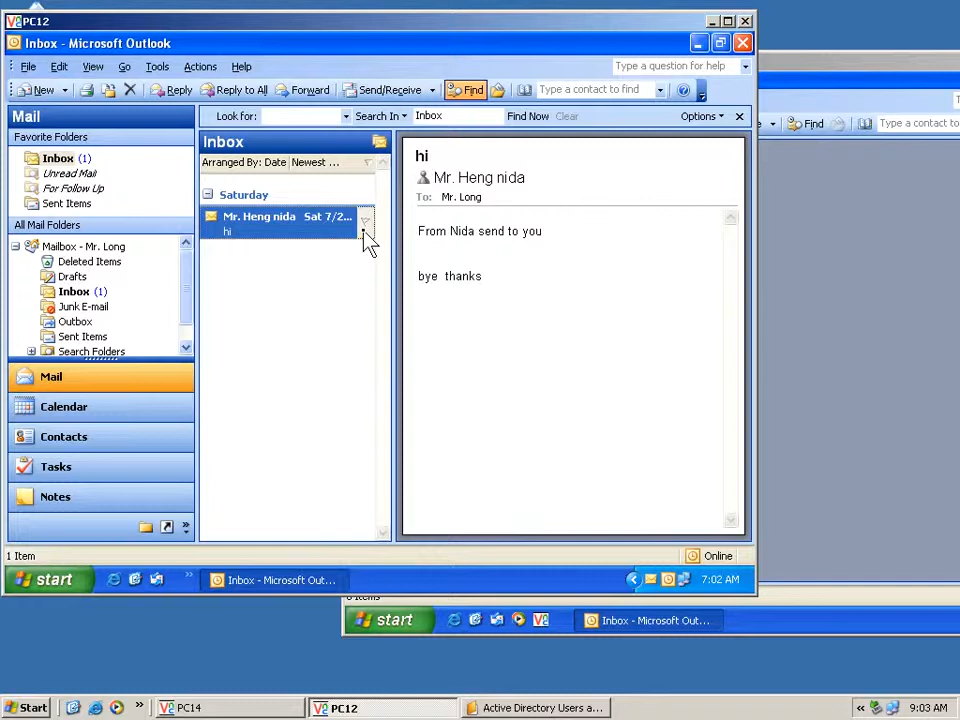 PC12
Inbox - Microsoft Outlook
File Edit View Go Tools Actions Help
Type a question for help
New Reply Reply to All Forward Send/Receive Find Type a contact to find
Look for: Search In Inbox Find Now Clear Options
Mail
Favorite Folders
Inbox (1)
Unread Mail
For Follow Up
Sent Items
All Mail Folders
Mailbox - Mr. Long
Deleted Items
Drafts
Inbox (1)
Junk E-mail
Outbox
Sent Items
Search Folders
Mail
Calendar
Contacts
Tasks
Notes
Inbox
Arranged By: Date Newest ...
Saturday
Mr. Heng nida Sat 7/2...
hi
hi
Mr. Heng nida
To: Mr. Long
From Nida send to you
bye thanks
Find Type a contact to
1 Item
Online
start Inbox - Microsoft Out... 7:02 AM
start Inbox - Microsoft Out...
Start PC14 PC12 Active Directory Users a... 9:03 AM